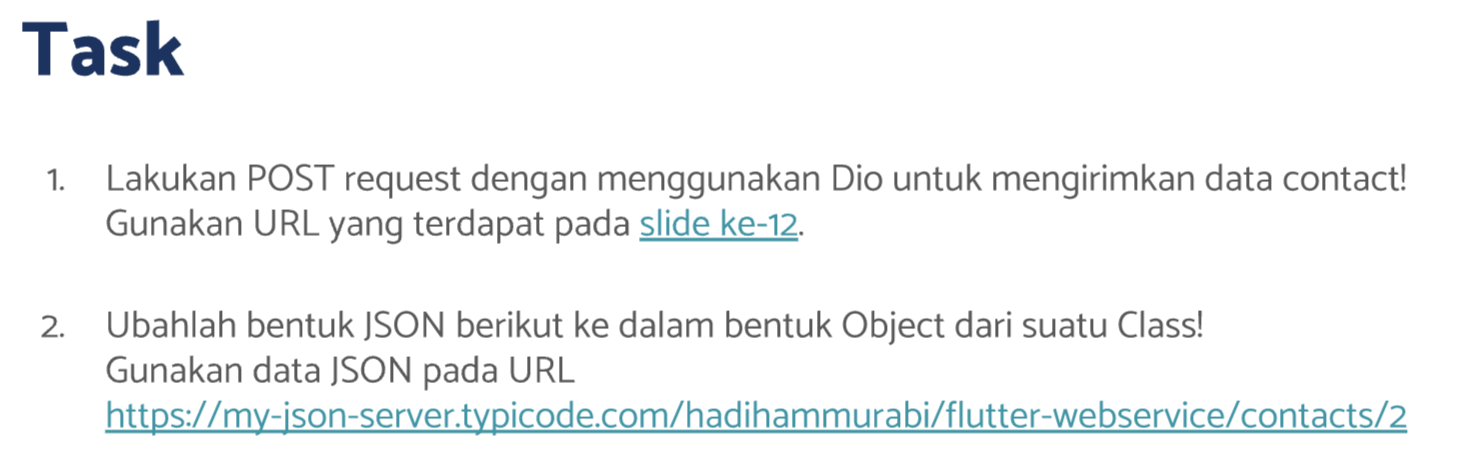 Task
1. Lakukan POST request dengan menggunakan Dio untuk mengirimkan data contact!
Gunakan URL yang terdapat pada slide ke-12.
2. Ubahlah bentuk JSON berikut ke dalam bentuk Object dari suatu Class!
Gunakan data JSON pada URL
https://my-json-server.typicode.com/hadihammurabi/flutter-webservice/contacts/2